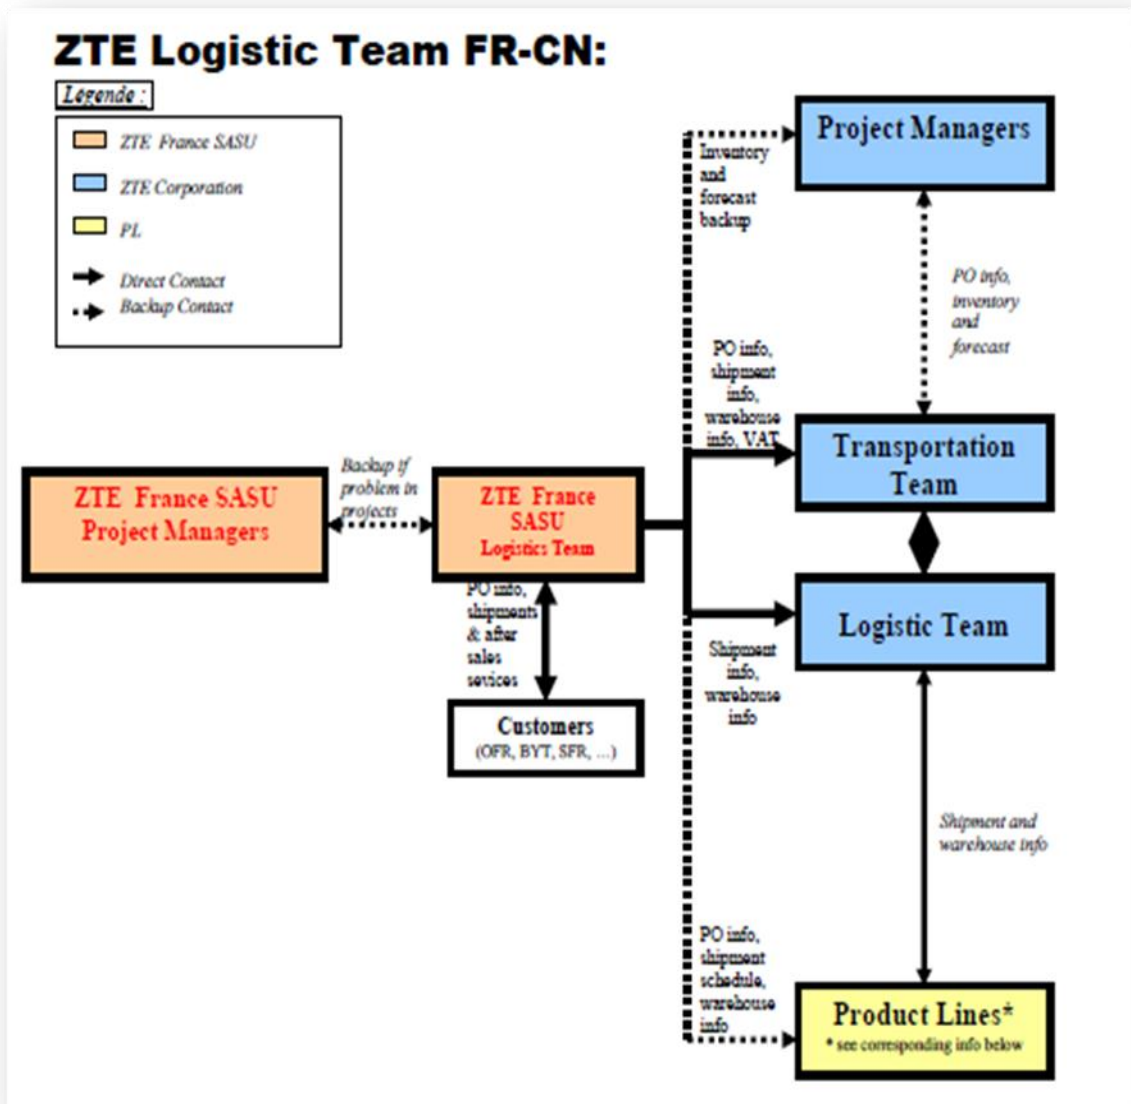 ZTE Logistic Team FR-CN:
Legende :
ZTE France SASU
ZTE Corporation
PL
Direct Contact
Backup Contact
Project Managers
Inventory
and
forecast
backup
PO info,
inventory
and
forecast
PO info,
shipment
info,
warehouse
info, VAT
Transportation
Team
ZTE France SASU
Project Managers
Backup if
problem in
projects
ZTE France
SASU
Logistics Team
PO info,
shipments
& after
sales
sevices
Customers
(OFR, BYT, SFR, ...)
Logistic Team
Shipment
info,
warehouse
info
Shipment and
warehouse info
PO info,
shipment
schedule,
warehouse
info
Product Lines*
* see corresponding info below